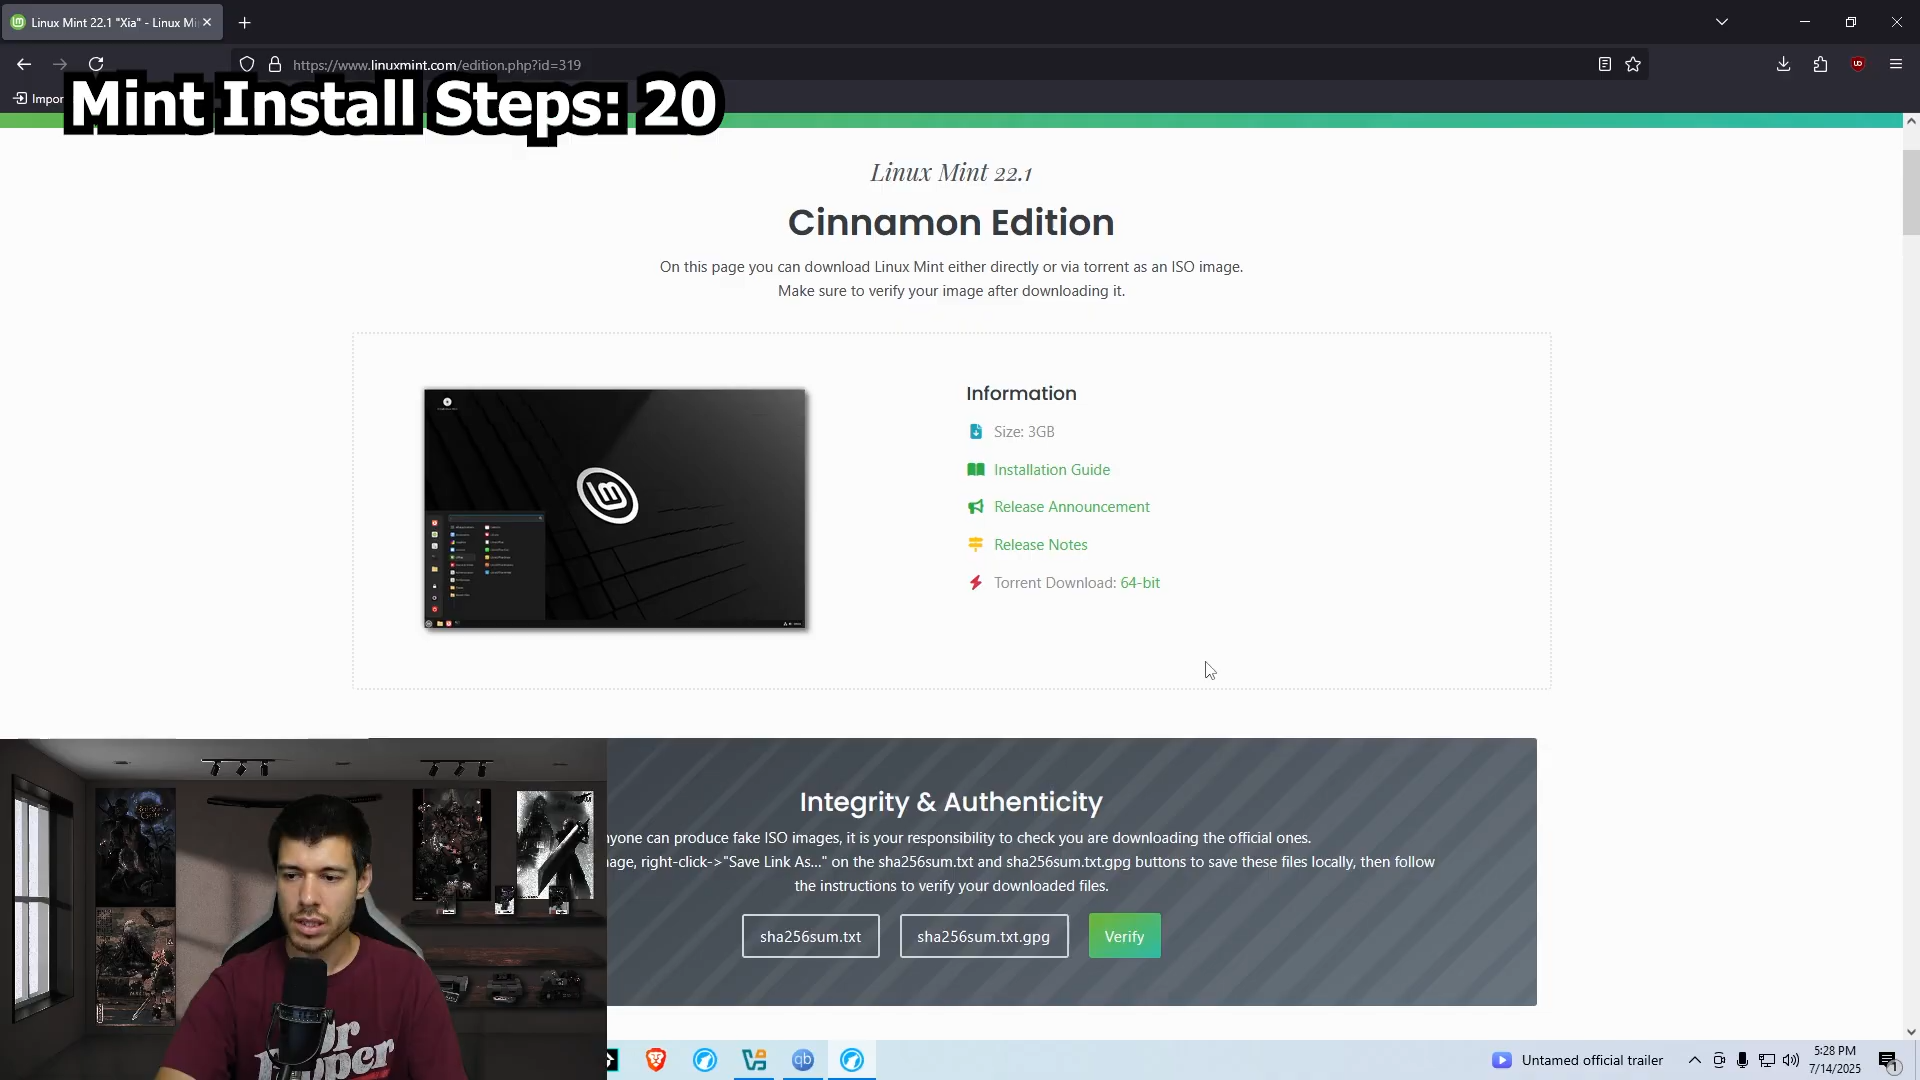 Linux Mint 22.1 "Xia" - Linux Mi
https://www.linuxmint.com/edition.php?id=319
Impor
Mint Install Steps: 20
Linux Mint 22.1
Cinnamon Edition
On this page you can download Linux Mint either directly or via torrent as an ISO image.
Make sure to verify your image after downloading it.
Information
Size: 3GB
Installation Guide
Release Announcement
Release Notes
Torrent Download: 64-bit
Integrity & Authenticity
nyone can produce fake ISO images, it is your responsibility to check you are downloading the official ones.
nage, right-click->"Save Link As..." on the sha256sum.txt and sha256sum.txt.gpg buttons to save these files locally, then follow
the instructions to verify your downloaded files.
sha256sum.txt
sha256sum.txt.gpg
Verify
Dr
Pepper
qb
Untamed official trailer
5:28 PM
7/14/2025
1